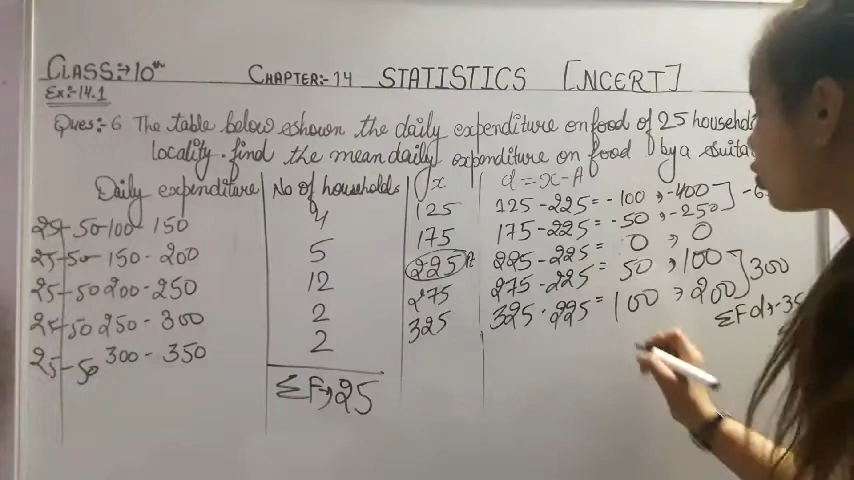 CLASS:→10th CHAPTER:- 14 STATISTICS [NCERT]
Ex:-14.1
Ques:- 6 The table below shown the daily expenditure on food of 25 househol
locality. find the mean daily expenditure on food by a suita
Daily expenditure No of households x d=x-A
25-50 100-150 4 125 125-225=-100, -400
25-50 150-200 5 175 175-225=-50, -250
25-50 200-250 12 225 A 225-225= 0, 0
25-50 250-300 2 275 275-225= 50, 100 300
25-50 300-350 2 325 325-225= 100, 200
ΣF→25 ΣFd→-35